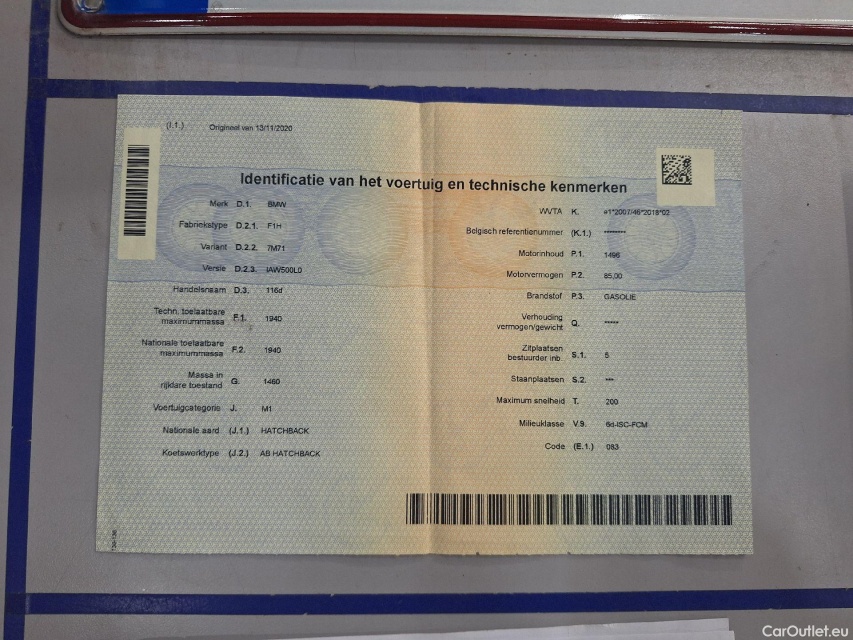 (I.1.) Origineel van 13/11/2020
Identificatie van het voertuig en technische kenmerken
Merk D.1. BMW
Fabriekstype D.2.1. F1H
Variant D.2.2. 7M71
Versie D.2.3. IAW500L0
Handelsnaam D.3. 116d
Techn. toelaatbare
maximummassa F.1. 1940
Nationale toelaatbare
maximummassa F.2. 1940
Massa in
rijklare toestand G. 1460
Voertuigcategorie J. M1
Nationale aard (J.1.) HATCHBACK
Koetswerktype (J.2.) AB HATCHBACK
WVTA K. e1*2007/46*2018*02
Belgisch referentienummer (K.1.) ********
Motorinhoud P.1. 1496
Motorvermogen P.2. 85,00
Brandstof P.3. GASOLIE
Verhouding
vermogen/gewicht Q. *****
Zitplaatsen
bestuurder inb. S.1. 5
Staanplaatsen S.2. ***
Maximum snelheid T. 200
Milieuklasse V.9. 6d-ISC-FCM
Code (E.1.) 083
CarOutlet.eu